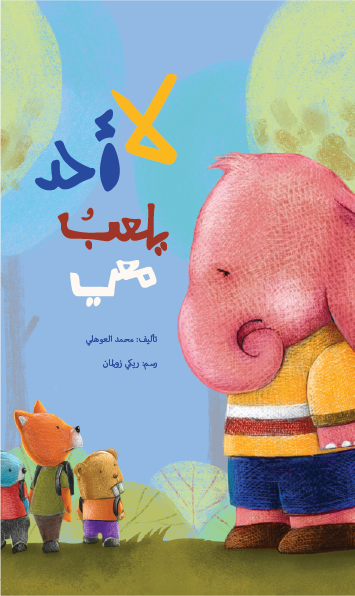 لا
أحد
يلعبُ
معي
تأليف: محمد العوهلي
رسم: ريكي زولمان